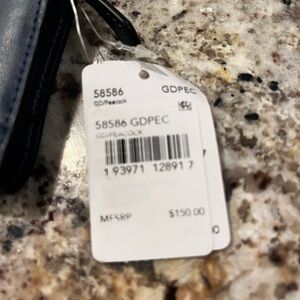 58586 GDPEC
GD/Peacock
58586 GDPEC
GD/PEACOCK
1 93971 12891 7
MFSRP $150.00